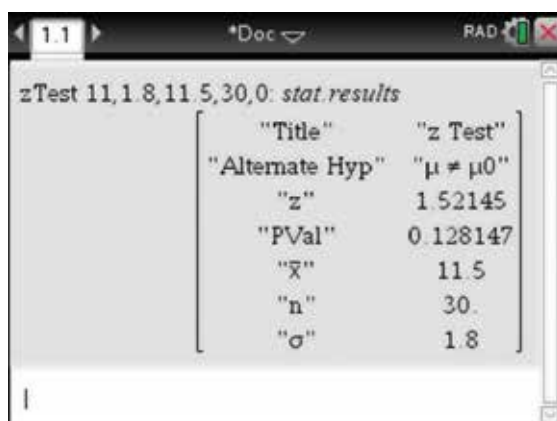 1.1 *Doc RAD
zTest 11,1.8,11.5,30,0: stat.results
"Title" "z Test"
"Alternate Hyp" "μ ≠ μ0"
"z" 1.52145
"PVal" 0.128147
"x̄" 11.5
"n" 30.
"σ" 1.8